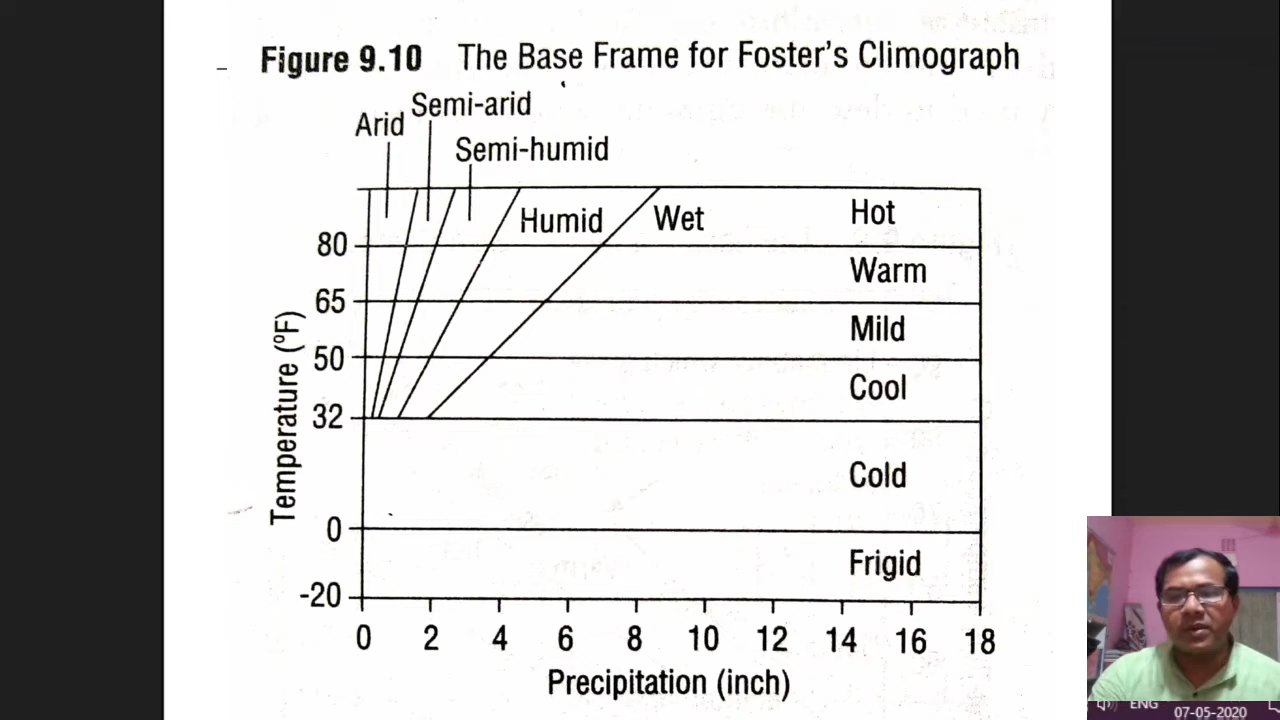 Figure 9.10 The Base Frame for Foster's Climograph
Semi-arid
Arid
Semi-humid
Humid
Wet
Hot
80
Warm
65
Mild
50
Cool
32
Cold
0
Frigid
-20
Temperature (⁰F)
0 2 4 6 8 10 12 14 16 18
Precipitation (inch)
ENG
07-05-2020